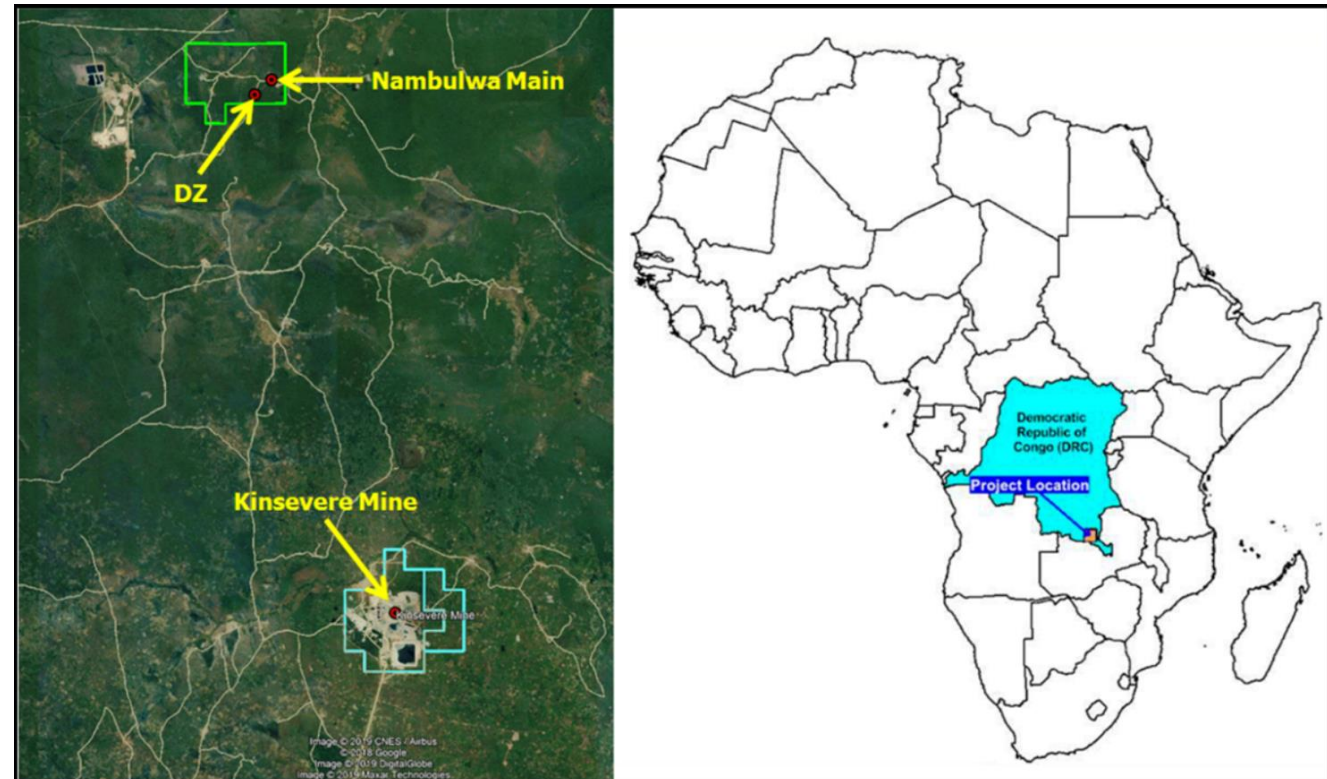 Nambulwa Main
DZ
Kinsevere Mine
Kinsevere Mine
Image © 2019 CNES / Airbus
© 2018 Google
Image © 2019 DigitalGlobe
Image © 2019 Maxar Technologies
Democratic
Republic of
Congo (DRC)
Project Location